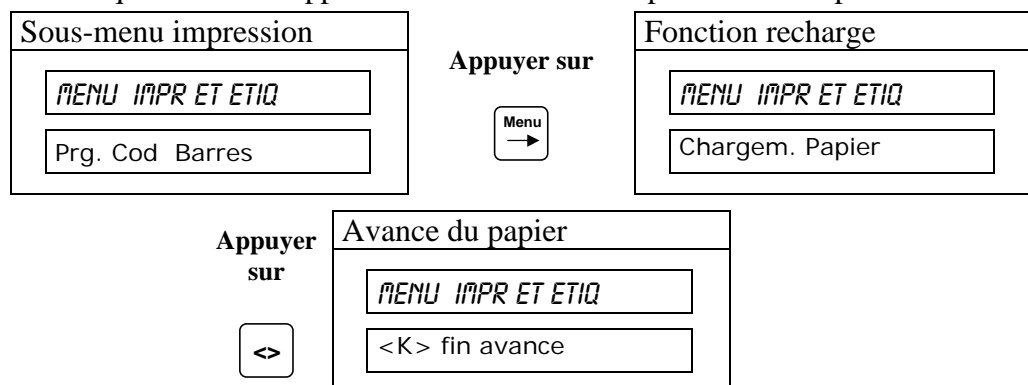 Sous-menu impression
MENU IMPR ET ETIQ
Prg. Cod Barres
Appuyer sur
Menu
Fonction recharge
MENU IMPR ET ETIQ
Chargem. Papier
Appuyer
sur
<>
Avance du papier
MENU IMPR ET ETIQ
<K> fin avance